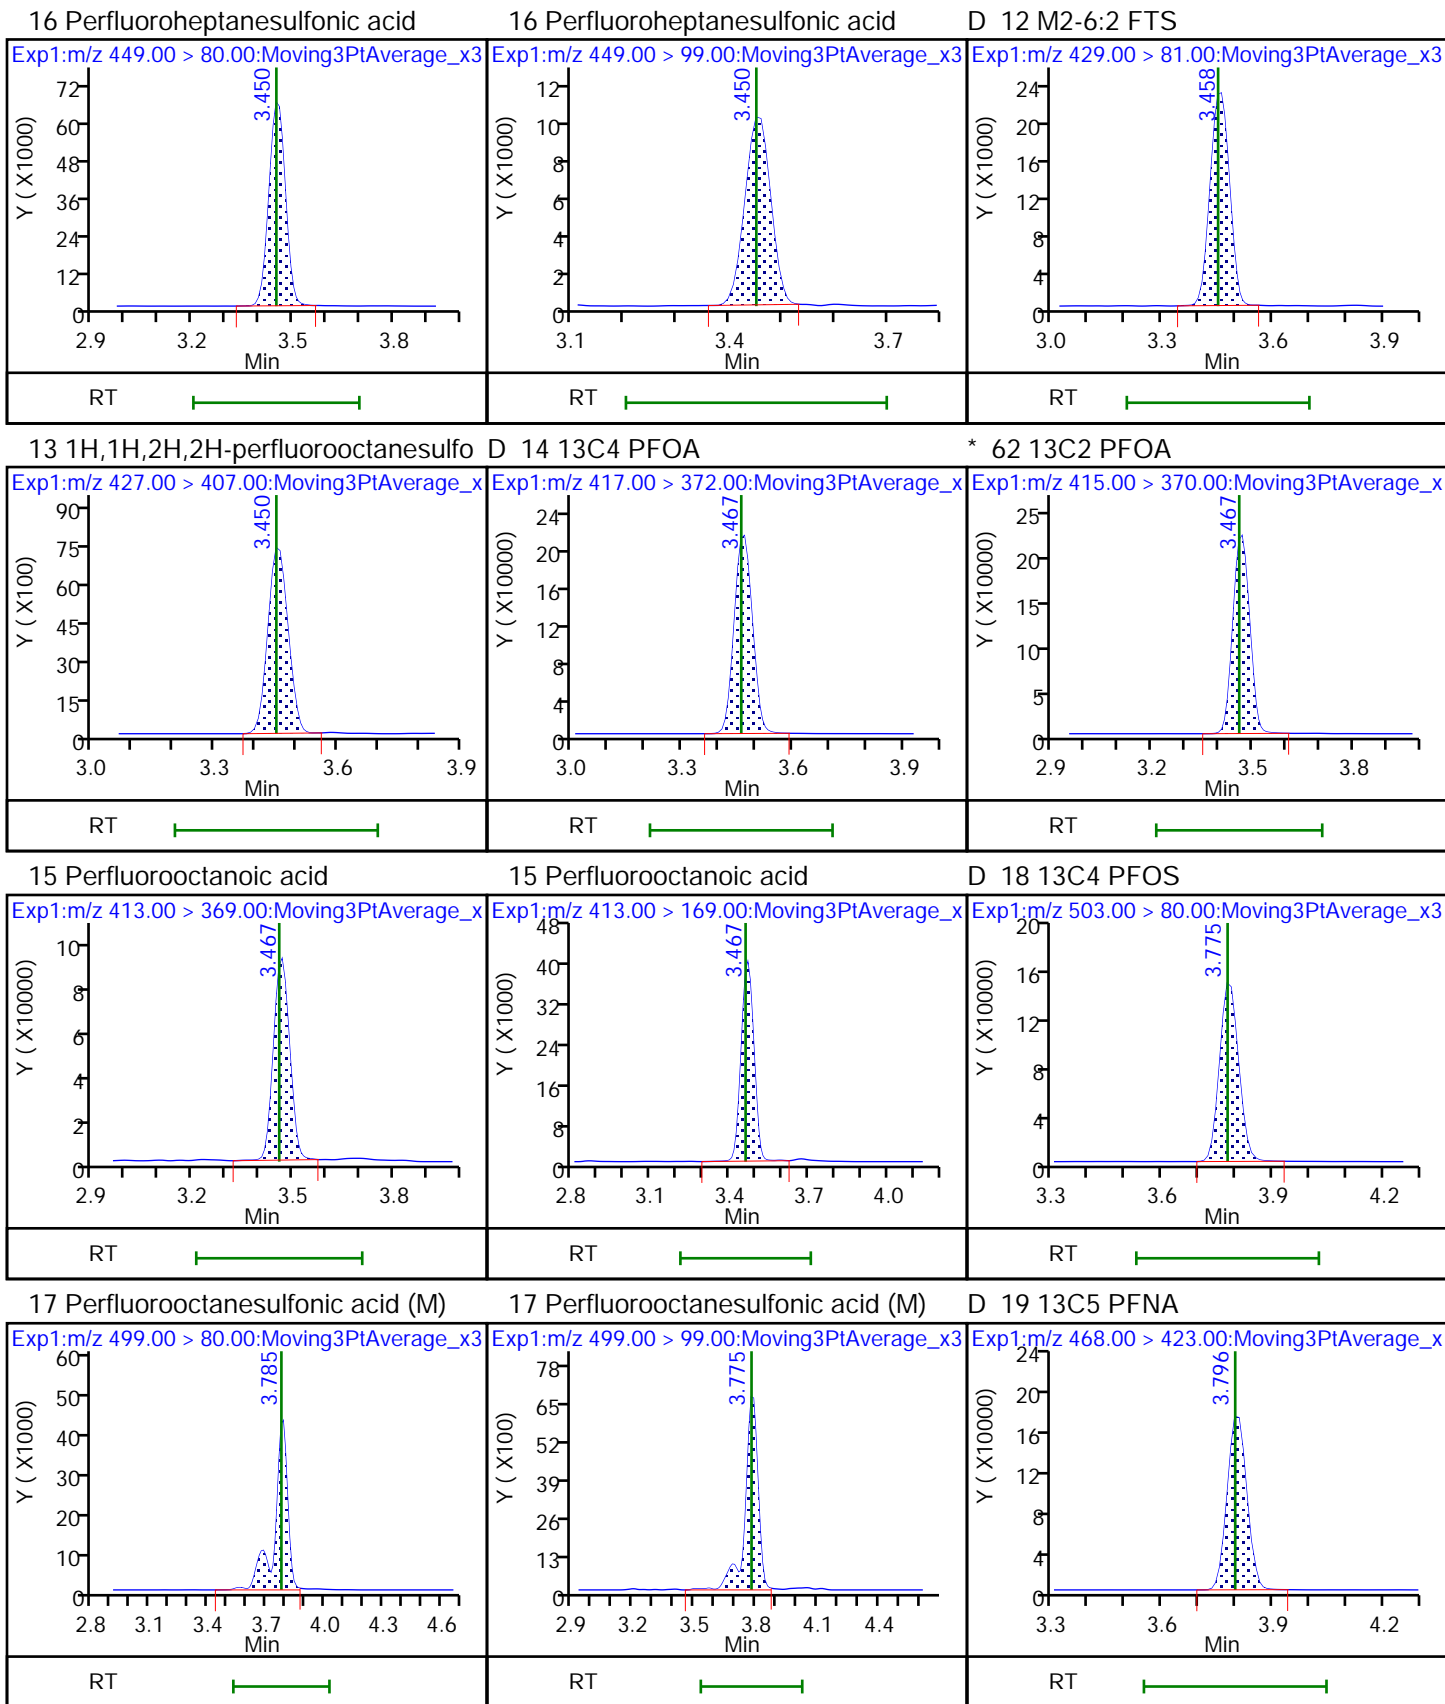 16 Perfluoroheptanesulfonic acid
Exp1:m/z 449.00 > 80.00:Moving3PtAverage_x3
3.450
Y ( X1000)
72
60
48
36
24
12
0
2.9 3.2 3.5 3.8
Min
RT
16 Perfluoroheptanesulfonic acid
Exp1:m/z 449.00 > 99.00:Moving3PtAverage_x3
3.450
Y ( X1000)
12
10
8
6
4
2
0
3.1 3.4 3.7
Min
RT
D 12 M2-6:2 FTS
Exp1:m/z 429.00 > 81.00:Moving3PtAverage_x3
3.458
Y ( X1000)
24
20
16
12
8
4
0
3.0 3.3 3.6 3.9
Min
RT
13 1H,1H,2H,2H-perfluorooctanesulfo
Exp1:m/z 427.00 > 407.00:Moving3PtAverage_x
3.450
Y ( X100)
90
75
60
45
30
15
0
3.0 3.3 3.6 3.9
Min
RT
D 14 13C4 PFOA
Exp1:m/z 417.00 > 372.00:Moving3PtAverage_x
3.467
Y ( X10000)
24
20
16
12
8
4
0
3.0 3.3 3.6 3.9
Min
RT
* 62 13C2 PFOA
Exp1:m/z 415.00 > 370.00:Moving3PtAverage_x
3.467
Y ( X10000)
25
20
15
10
5
0
2.9 3.2 3.5 3.8
Min
RT
15 Perfluorooctanoic acid
Exp1:m/z 413.00 > 369.00:Moving3PtAverage_x
3.467
Y ( X10000)
10
8
6
4
2
0
2.9 3.2 3.5 3.8
Min
RT
15 Perfluorooctanoic acid
Exp1:m/z 413.00 > 169.00:Moving3PtAverage_x
3.467
Y ( X1000)
48
40
32
24
16
8
0
2.8 3.1 3.4 3.7 4.0
Min
RT
D 18 13C4 PFOS
Exp1:m/z 503.00 > 80.00:Moving3PtAverage_x3
3.775
Y ( X10000)
20
16
12
8
4
0
3.3 3.6 3.9 4.2
Min
RT
17 Perfluorooctanesulfonic acid (M)
Exp1:m/z 499.00 > 80.00:Moving3PtAverage_x3
3.785
Y ( X10000)
60
50
40
30
20
10
0
2.8 3.1 3.4 3.7 4.0 4.3 4.6
Min
RT
17 Perfluorooctanesulfonic acid (M)
Exp1:m/z 499.00 > 99.00:Moving3PtAverage_x3
3.775
Y ( X100)
78
65
52
39
26
13
0
2.9 3.2 3.5 3.8 4.1 4.4
Min
RT
D 19 13C5 PFNA
Exp1:m/z 468.00 > 423.00:Moving3PtAverage_x
3.796
Y ( X10000)
24
20
16
12
8
4
0
3.3 3.6 3.9 4.2
Min
RT